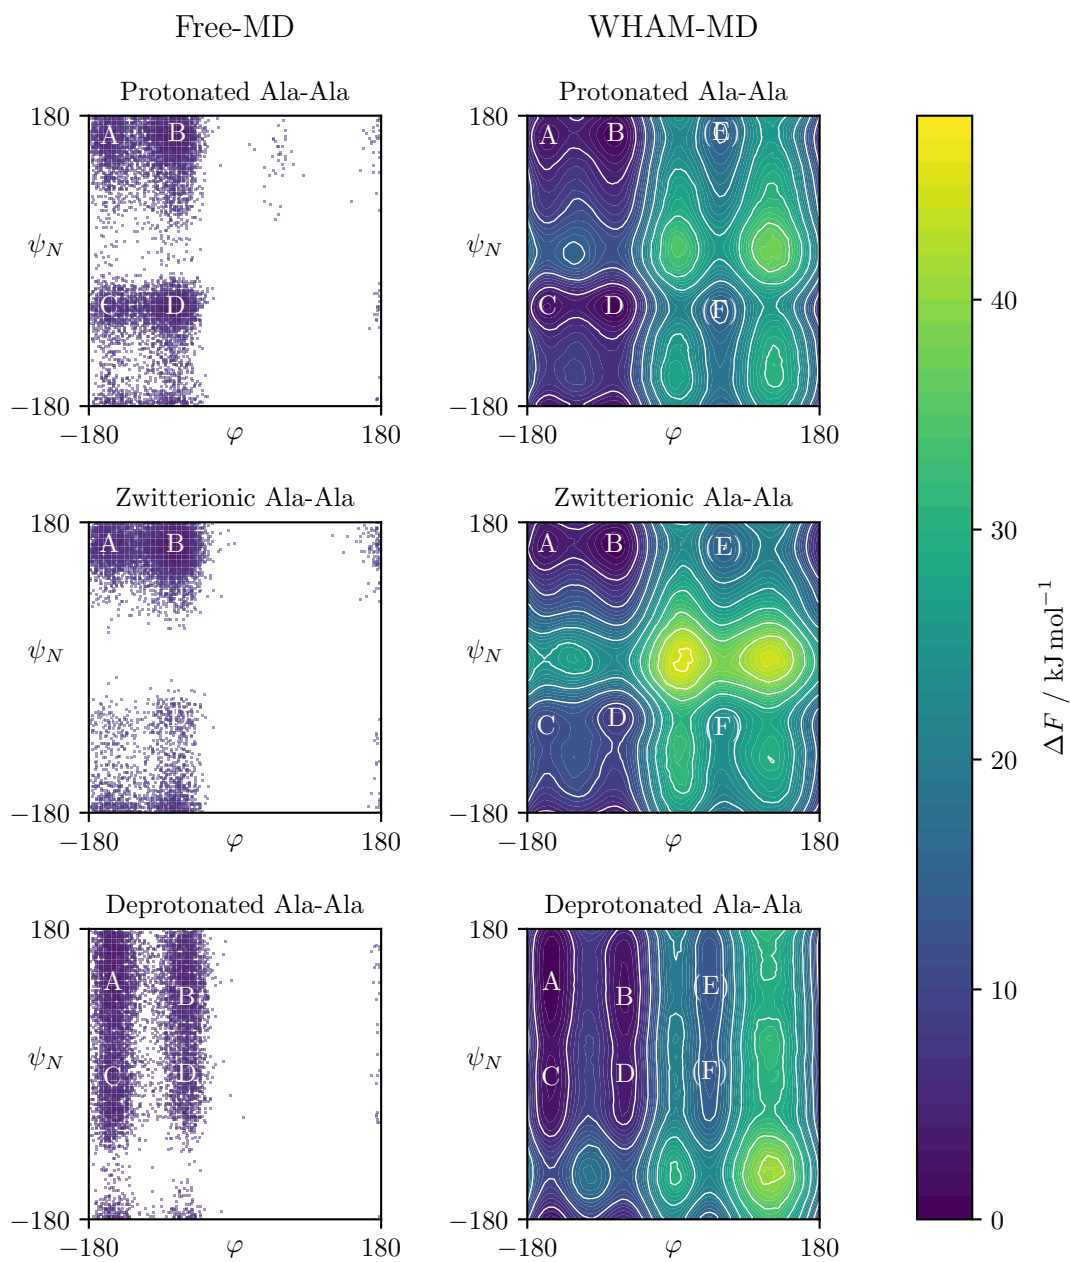 Free-MD WHAM-MD
Protonated Ala-Ala Protonated Ala-Ala
180 180
A B A B (E)
ψN ψN
C D C D (F)
−180 −180
−180 φ 180 −180 φ 180
Zwitterionic Ala-Ala Zwitterionic Ala-Ala
180 180
A B A B (E)
ψN ψN
C D (F)
−180 −180
−180 φ 180 −180 φ 180
Deprotonated Ala-Ala Deprotonated Ala-Ala
180 180
A B A B (E)
ψN ψN
C D C D (F)
−180 −180
−180 φ 180 −180 φ 180
40
30
20
10
0
ΔF / kJ mol−1